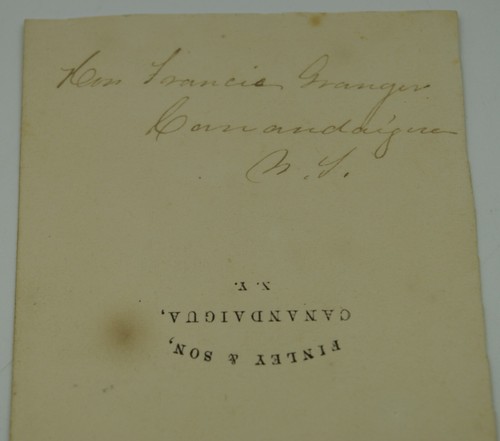 Hon Francis Granger
Canandaigua
N. Y.
FINLEY & SON,
CANANDAIGUA,
N. Y.